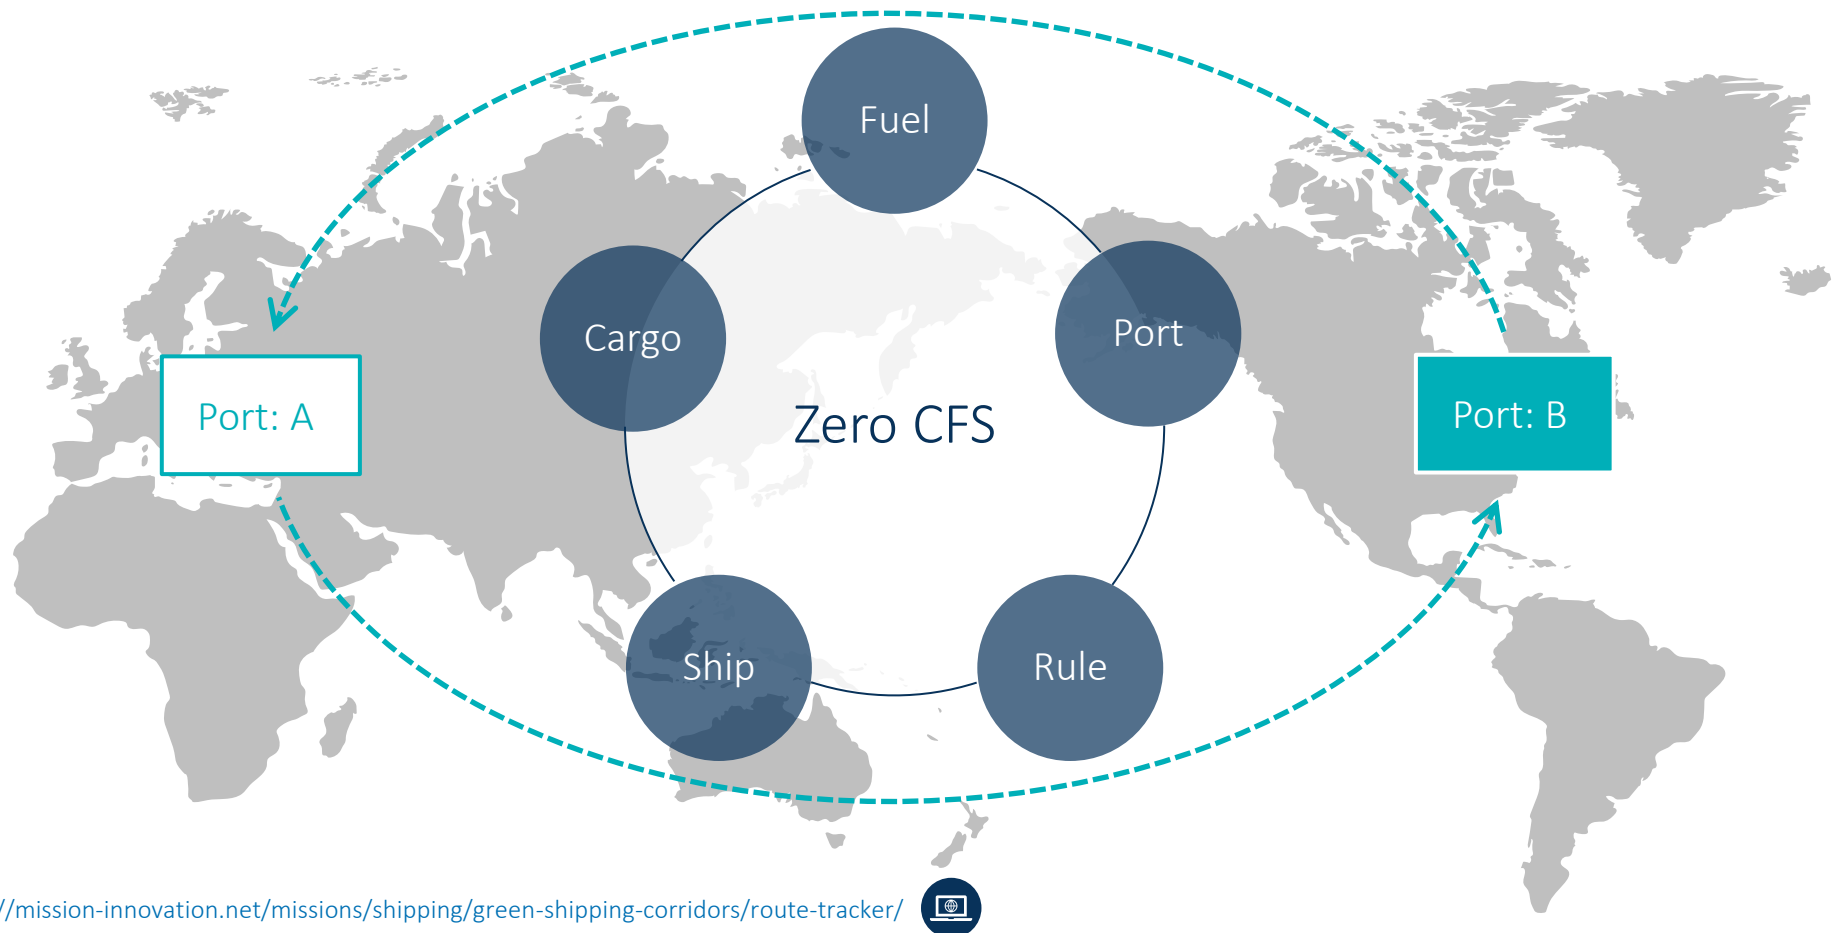 Fuel
Cargo
Port
Port: A
Zero CFS
Port: B
Ship
Rule
//mission-innovation.net/missions/shipping/green-shipping-corridors/route-tracker/